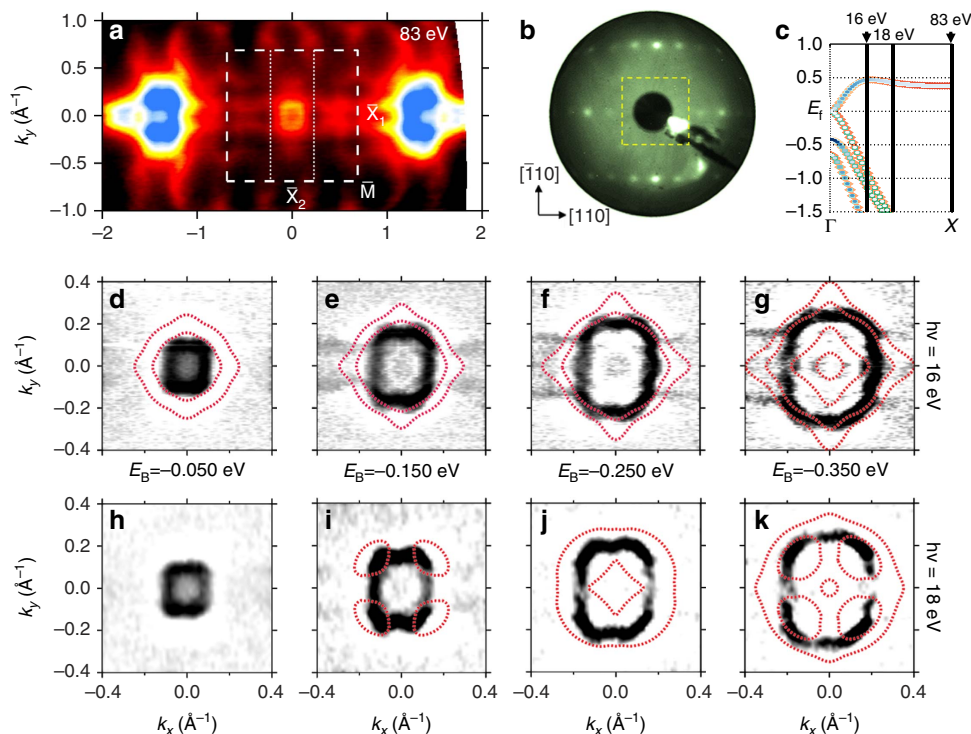 a
83 eV
X̄₁
X̄₂
M̄
k_y (Å⁻¹)
1.0
0.5
0.0
−0.5
−1.0
−2
−1
0
1
2
b
[1̄10]
[110]
c
16 eV
83 eV
18 eV
1.0
0.5
E_f
−0.5
−1.0
−1.5
Γ
X
d
e
f
g
k_y (Å⁻¹)
0.4
0.2
0.0
−0.2
−0.4
hv = 16 eV
E_B=−0.050 eV
E_B=−0.150 eV
E_B=−0.250 eV
E_B=−0.350 eV
h
i
j
k
k_y (Å⁻¹)
0.4
0.2
0.0
−0.2
−0.4
hv = 18 eV
−0.4
0.0
0.4
−0.4
0.0
0.4
−0.4
0.0
0.4
−0.4
0.0
0.4
k_x (Å⁻¹)
k_x (Å⁻¹)
k_x (Å⁻¹)
k_x (Å⁻¹)